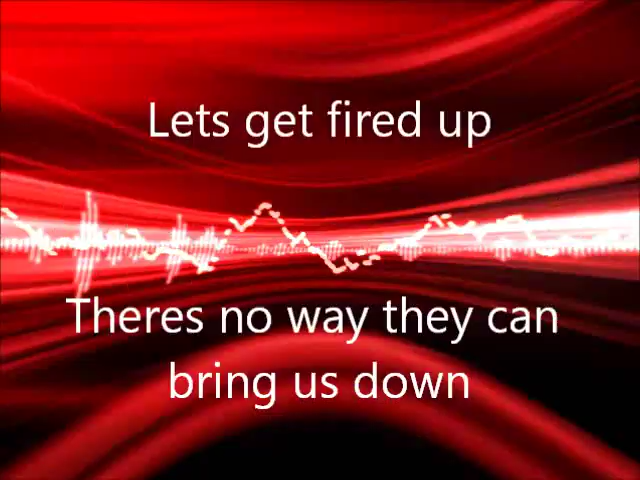 Lets get fired up
Theres no way they can
bring us down